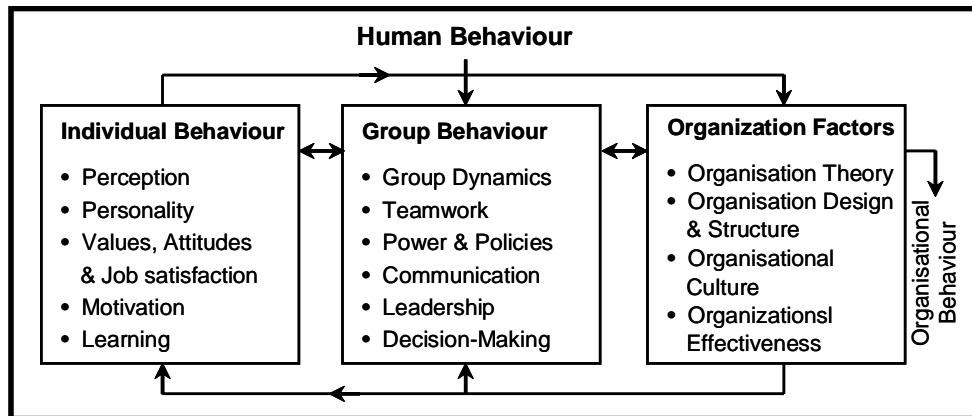 Human Behaviour
Individual Behaviour
• Perception
• Personality
• Values, Attitudes
& Job satisfaction
• Motivation
• Learning
Group Behaviour
• Group Dynamics
• Teamwork
• Power & Policies
• Communication
• Leadership
• Decision-Making
Organization Factors
• Organisation Theory
• Organisation Design
& Structure
• Organisational
Culture
• Organizationsl
Effectiveness
Organisational
Behaviour